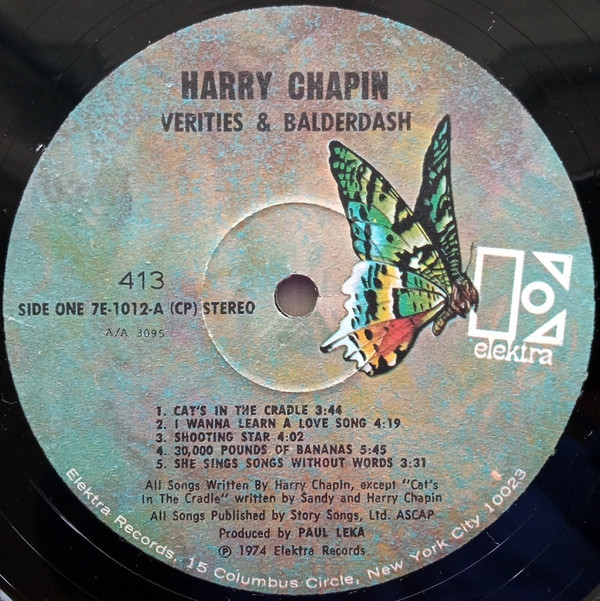 HARRY CHAPIN
VERITIES & BALDERDASH
413
SIDE ONE 7E-1012-A (CP) STEREO
A/A 3095
elektra
1. CAT'S IN THE CRADLE 3:44
2. I WANNA LEARN A LOVE SONG 4:19
3. SHOOTING STAR 4:02
4. 30,000 POUNDS OF BANANAS 5:45
5. SHE SINGS SONGS WITHOUT WORDS 3:31
All Songs Written By Harry Chapin, except "Cat's
In The Cradle" written by Sandy and Harry Chapin
All Songs Published by Story Songs, Ltd. ASCAP
Produced by PAUL LEKA
℗ 1974 Elektra Records
Elektra Records, 15 Columbus Circle, New York City 10023